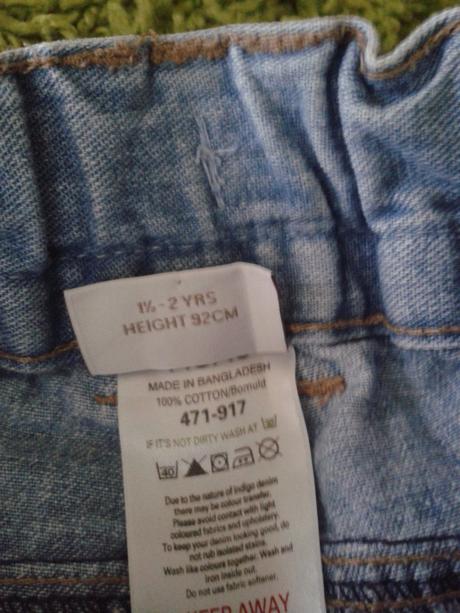 1½ - 2 YRS
HEIGHT 92CM
MADE IN BANGLADESH
100% COTTON/Bomuld
471-917
IF IT'S NOT DIRTY WASH AT 30
40
Due to the nature of indigo denim
there may be colour transfer.
Please avoid contact with light
coloured fabrics and upholstery.
To keep your denim looking good, do
not rub isolated stains.
Wash like colours together. Wash and
iron inside out.
Do not use fabric softener.
KEEP AWAY